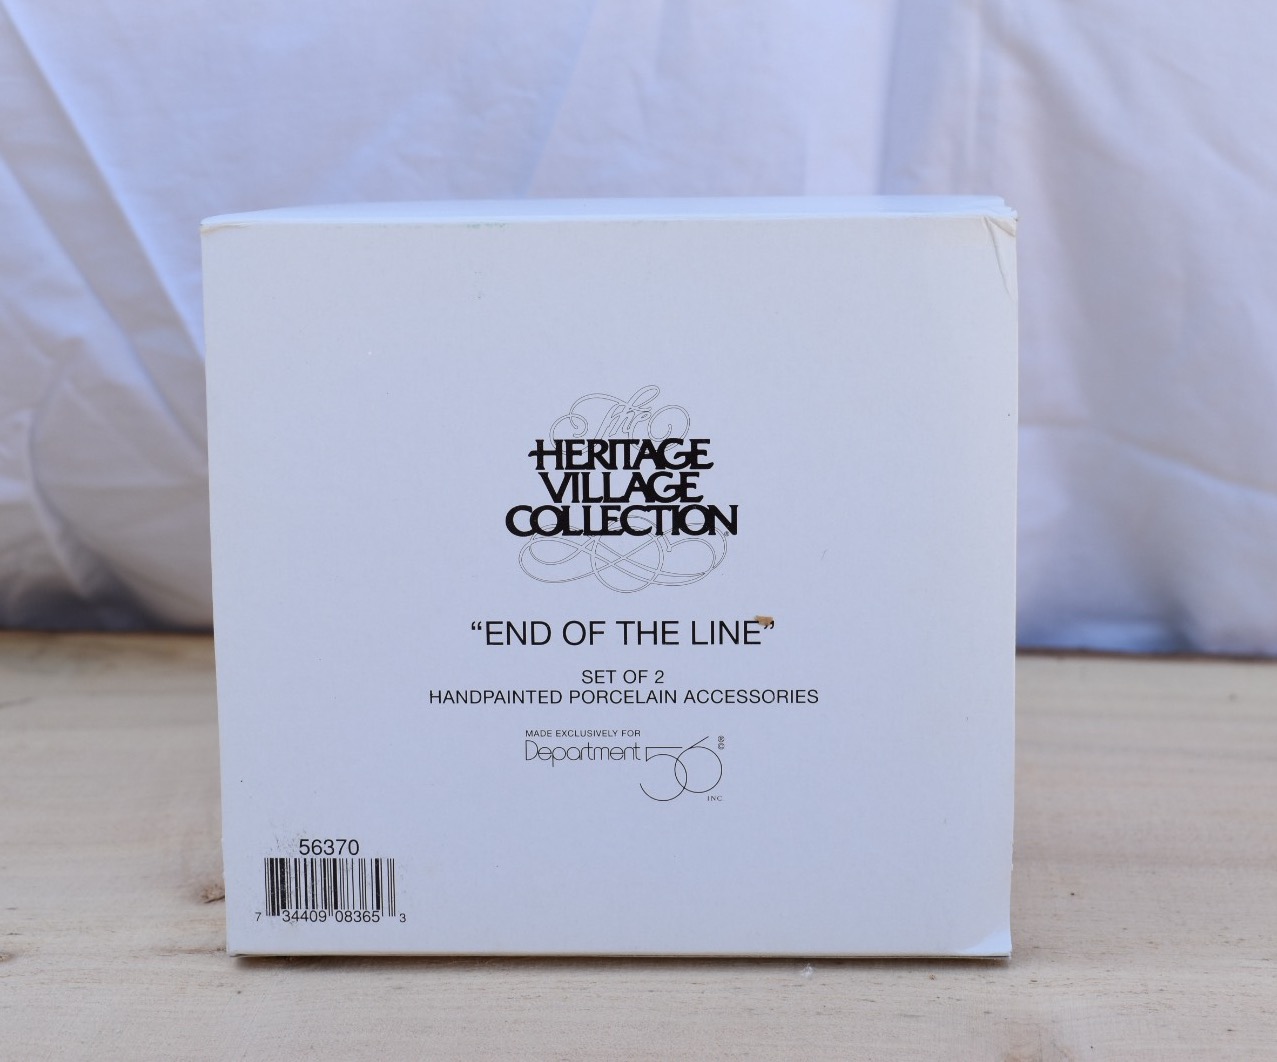 The
HERITAGE
VILLAGE
COLLECTION®
“END OF THE LINE”
SET OF 2
HANDPAINTED PORCELAIN ACCESSORIES
MADE EXCLUSIVELY FOR
Department 56 ®©
INC
56370
7 34409 08365 3